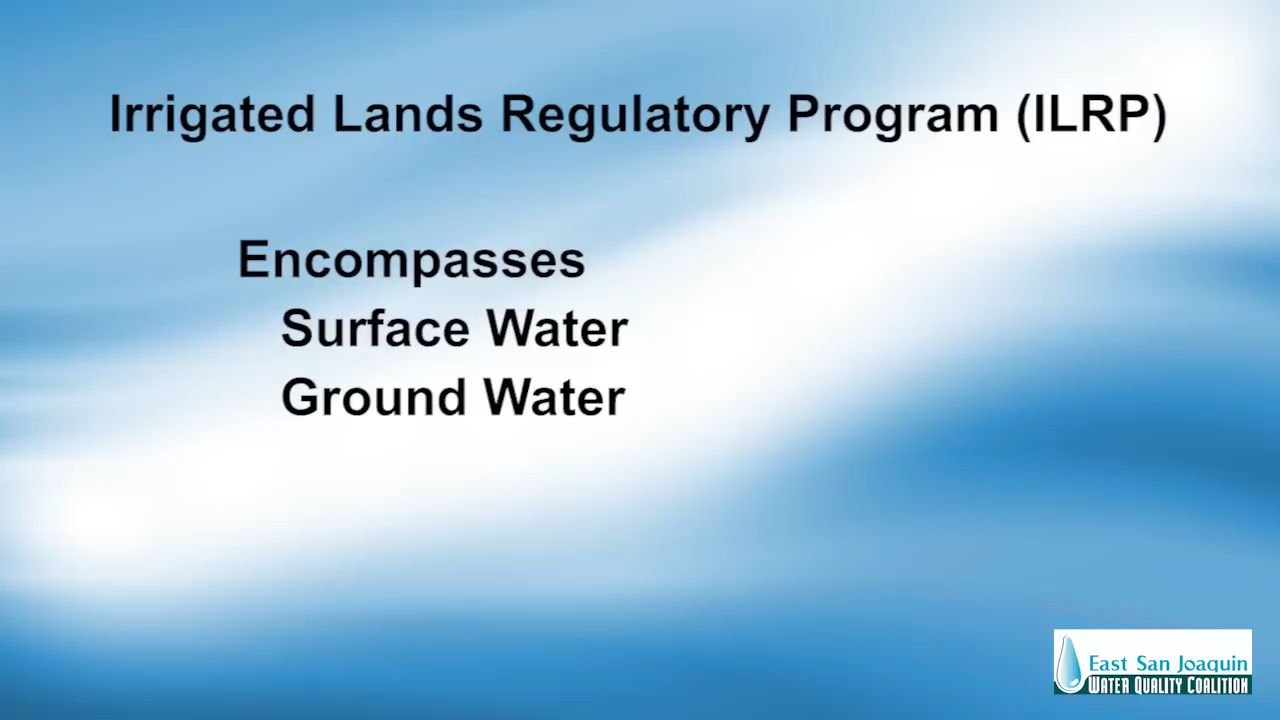 Irrigated Lands Regulatory Program (ILRP)
Encompasses
Surface Water
Ground Water
East San Joaquin
WATER QUALITY COALITION